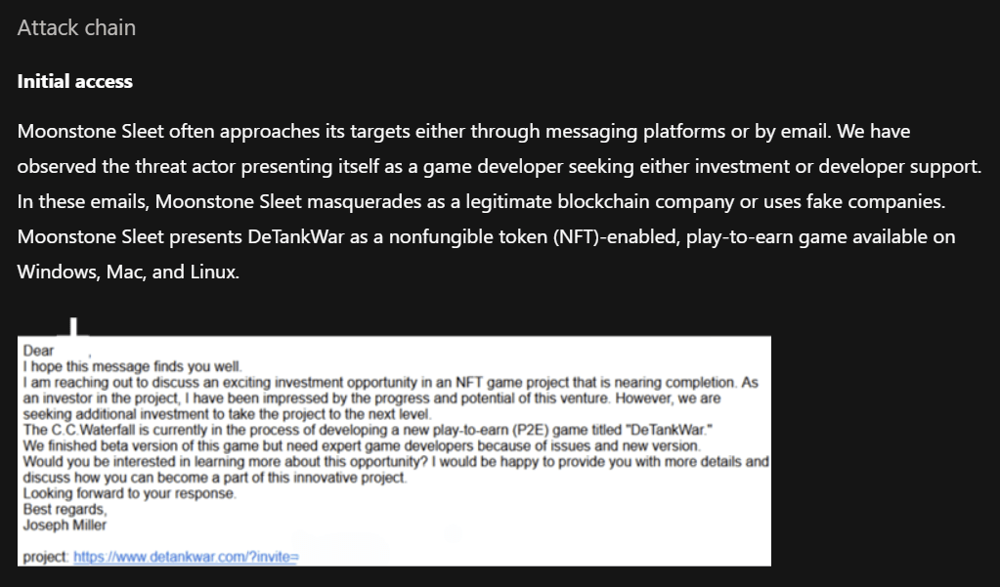 Attack chain
Initial access
Moonstone Sleet often approaches its targets either through messaging platforms or by email. We have
observed the threat actor presenting itself as a game developer seeking either investment or developer support.
In these emails, Moonstone Sleet masquerades as a legitimate blockchain company or uses fake companies.
Moonstone Sleet presents DeTankWar as a nonfungible token (NFT)-enabled, play-to-earn game available on
Windows, Mac, and Linux.
Dear ,
I hope this message finds you well.
I am reaching out to discuss an exciting investment opportunity in an NFT game project that is nearing completion. As
an investor in the project, I have been impressed by the progress and potential of this venture. However, we are
seeking additional investment to take the project to the next level.
The C.C.Waterfall is currently in the process of developing a new play-to-earn (P2E) game titled "DeTankWar."
We finished beta version of this game but need expert game developers because of issues and new version.
Would you be interested in learning more about this opportunity? I would be happy to provide you with more details and
discuss how you can become a part of this innovative project.
Looking forward to your response.
Best regards,
Joseph Miller
project: https://www.detankwar.com/?invite=